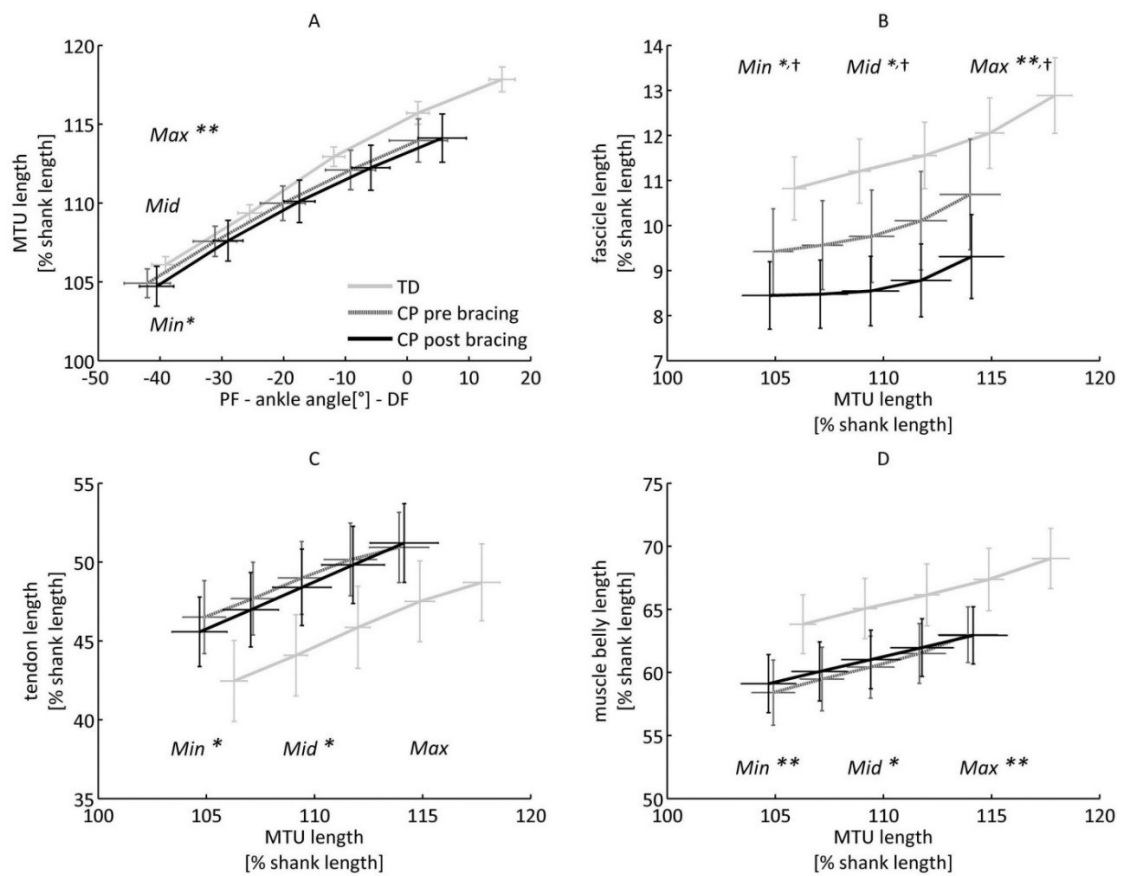 A
120
115
110
105
100
MTU length
[% shank length]
Max **
Mid
Min*
TD
CP pre bracing
CP post bracing
-50 -40 -30 -20 -10 0 10 20
PF - ankle angle[°] - DF
B
14
13
12
11
10
9
8
7
fascicle length
[% shank length]
Min *,† Mid *,† Max **,†
100 105 110 115 120
MTU length
[% shank length]
C
55
50
45
40
35
tendon length
[% shank length]
Min * Mid * Max
100 105 110 115 120
MTU length
[% shank length]
D
75
70
65
60
55
50
muscle belly length
[% shank length]
Min ** Mid * Max **
100 105 110 115 120
MTU length
[% shank length]